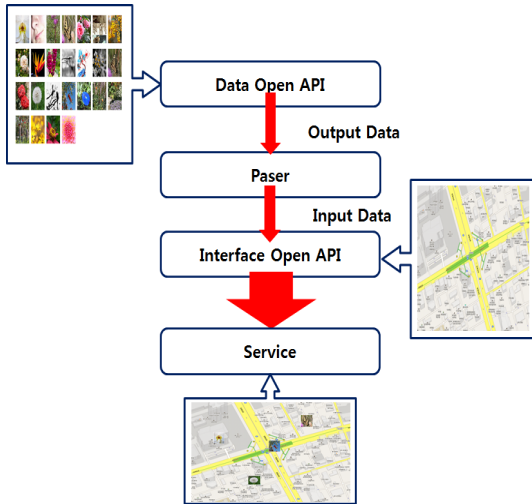 Data Open API
Output Data
Paser
Input Data
Interface Open API
Service